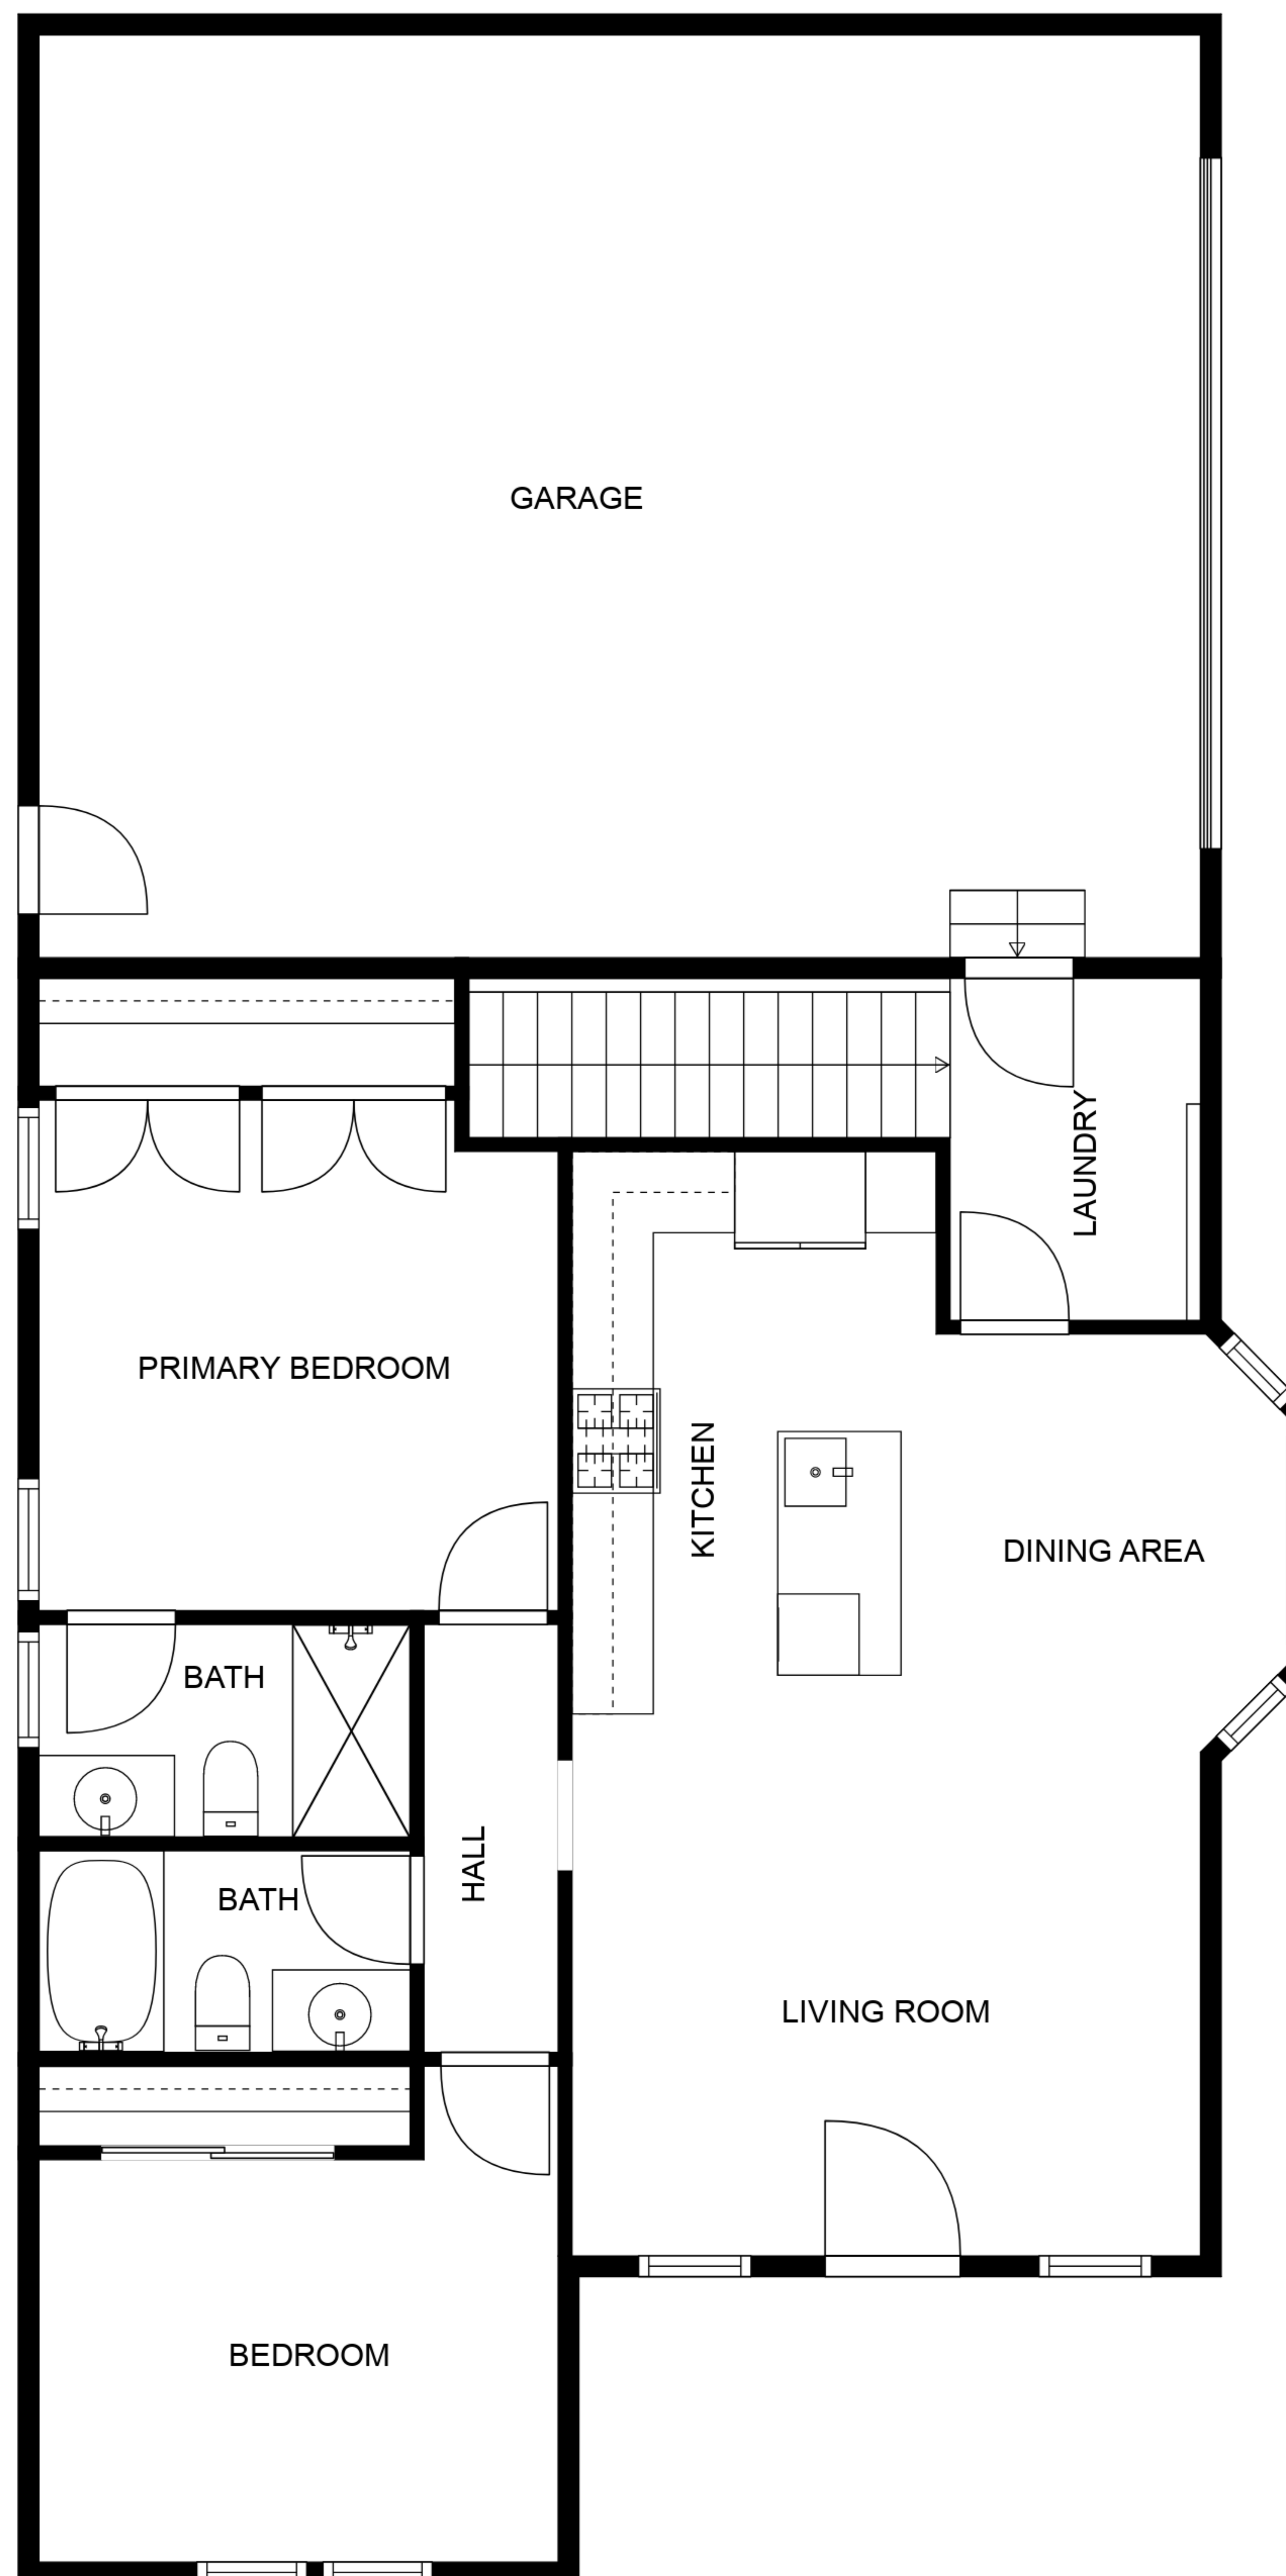 GARAGE
LAUNDRY
PRIMARY BEDROOM
KITCHEN
DINING AREA
BATH
HALL
BATH
LIVING ROOM
BEDROOM